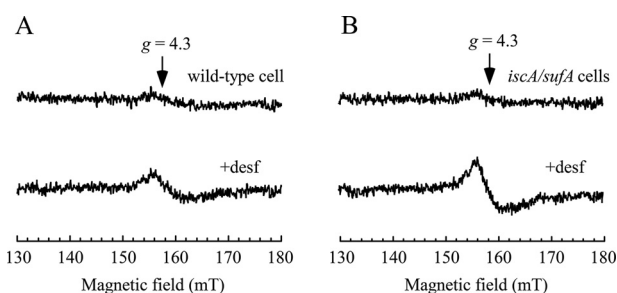 A
g = 4.3
wild-type cell
+desf
130 140 150 160 170 180
Magnetic field (mT)
B
g = 4.3
iscA/sufA cells
+desf
130 140 150 160 170 180
Magnetic field (mT)